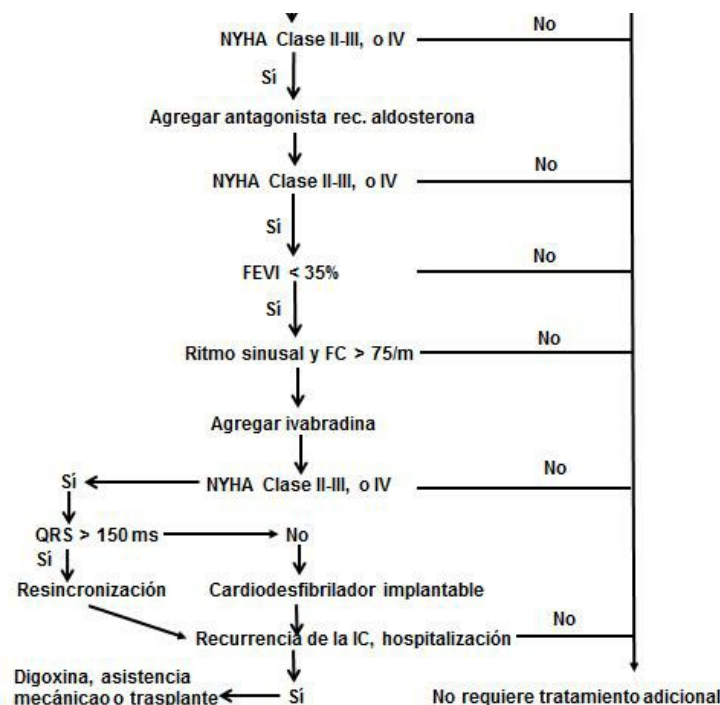 NYHA Clase II-III, o IV
No
Sí
Agregar antagonista rec. aldosterona
NYHA Clase II-III, o IV
No
Sí
FEVI < 35%
No
Sí
Ritmo sinusal y FC > 75/m
No
Agregar ivabradina
Sí
NYHA Clase II-III, o IV
No
QRS > 150 ms
No
Sí
Resincronización
Cardiodesfibrilador implantable
Recurrencia de la IC, hospitalización
No
Digoxina, asistencia
mecánicao trasplante
Sí
No requiere tratamiento adicional